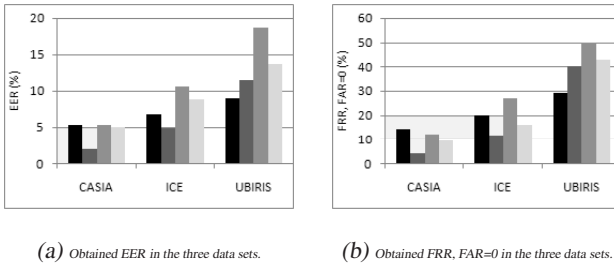 20
15
10
5
0
EER (%)
CASIA ICE UBIRIS
60
50
40
30
20
10
0
FRR, FAR=0 (%)
CASIA ICE UBIRIS
(a) Obtained EER in the three data sets.
(b) Obtained FRR, FAR=0 in the three data sets.